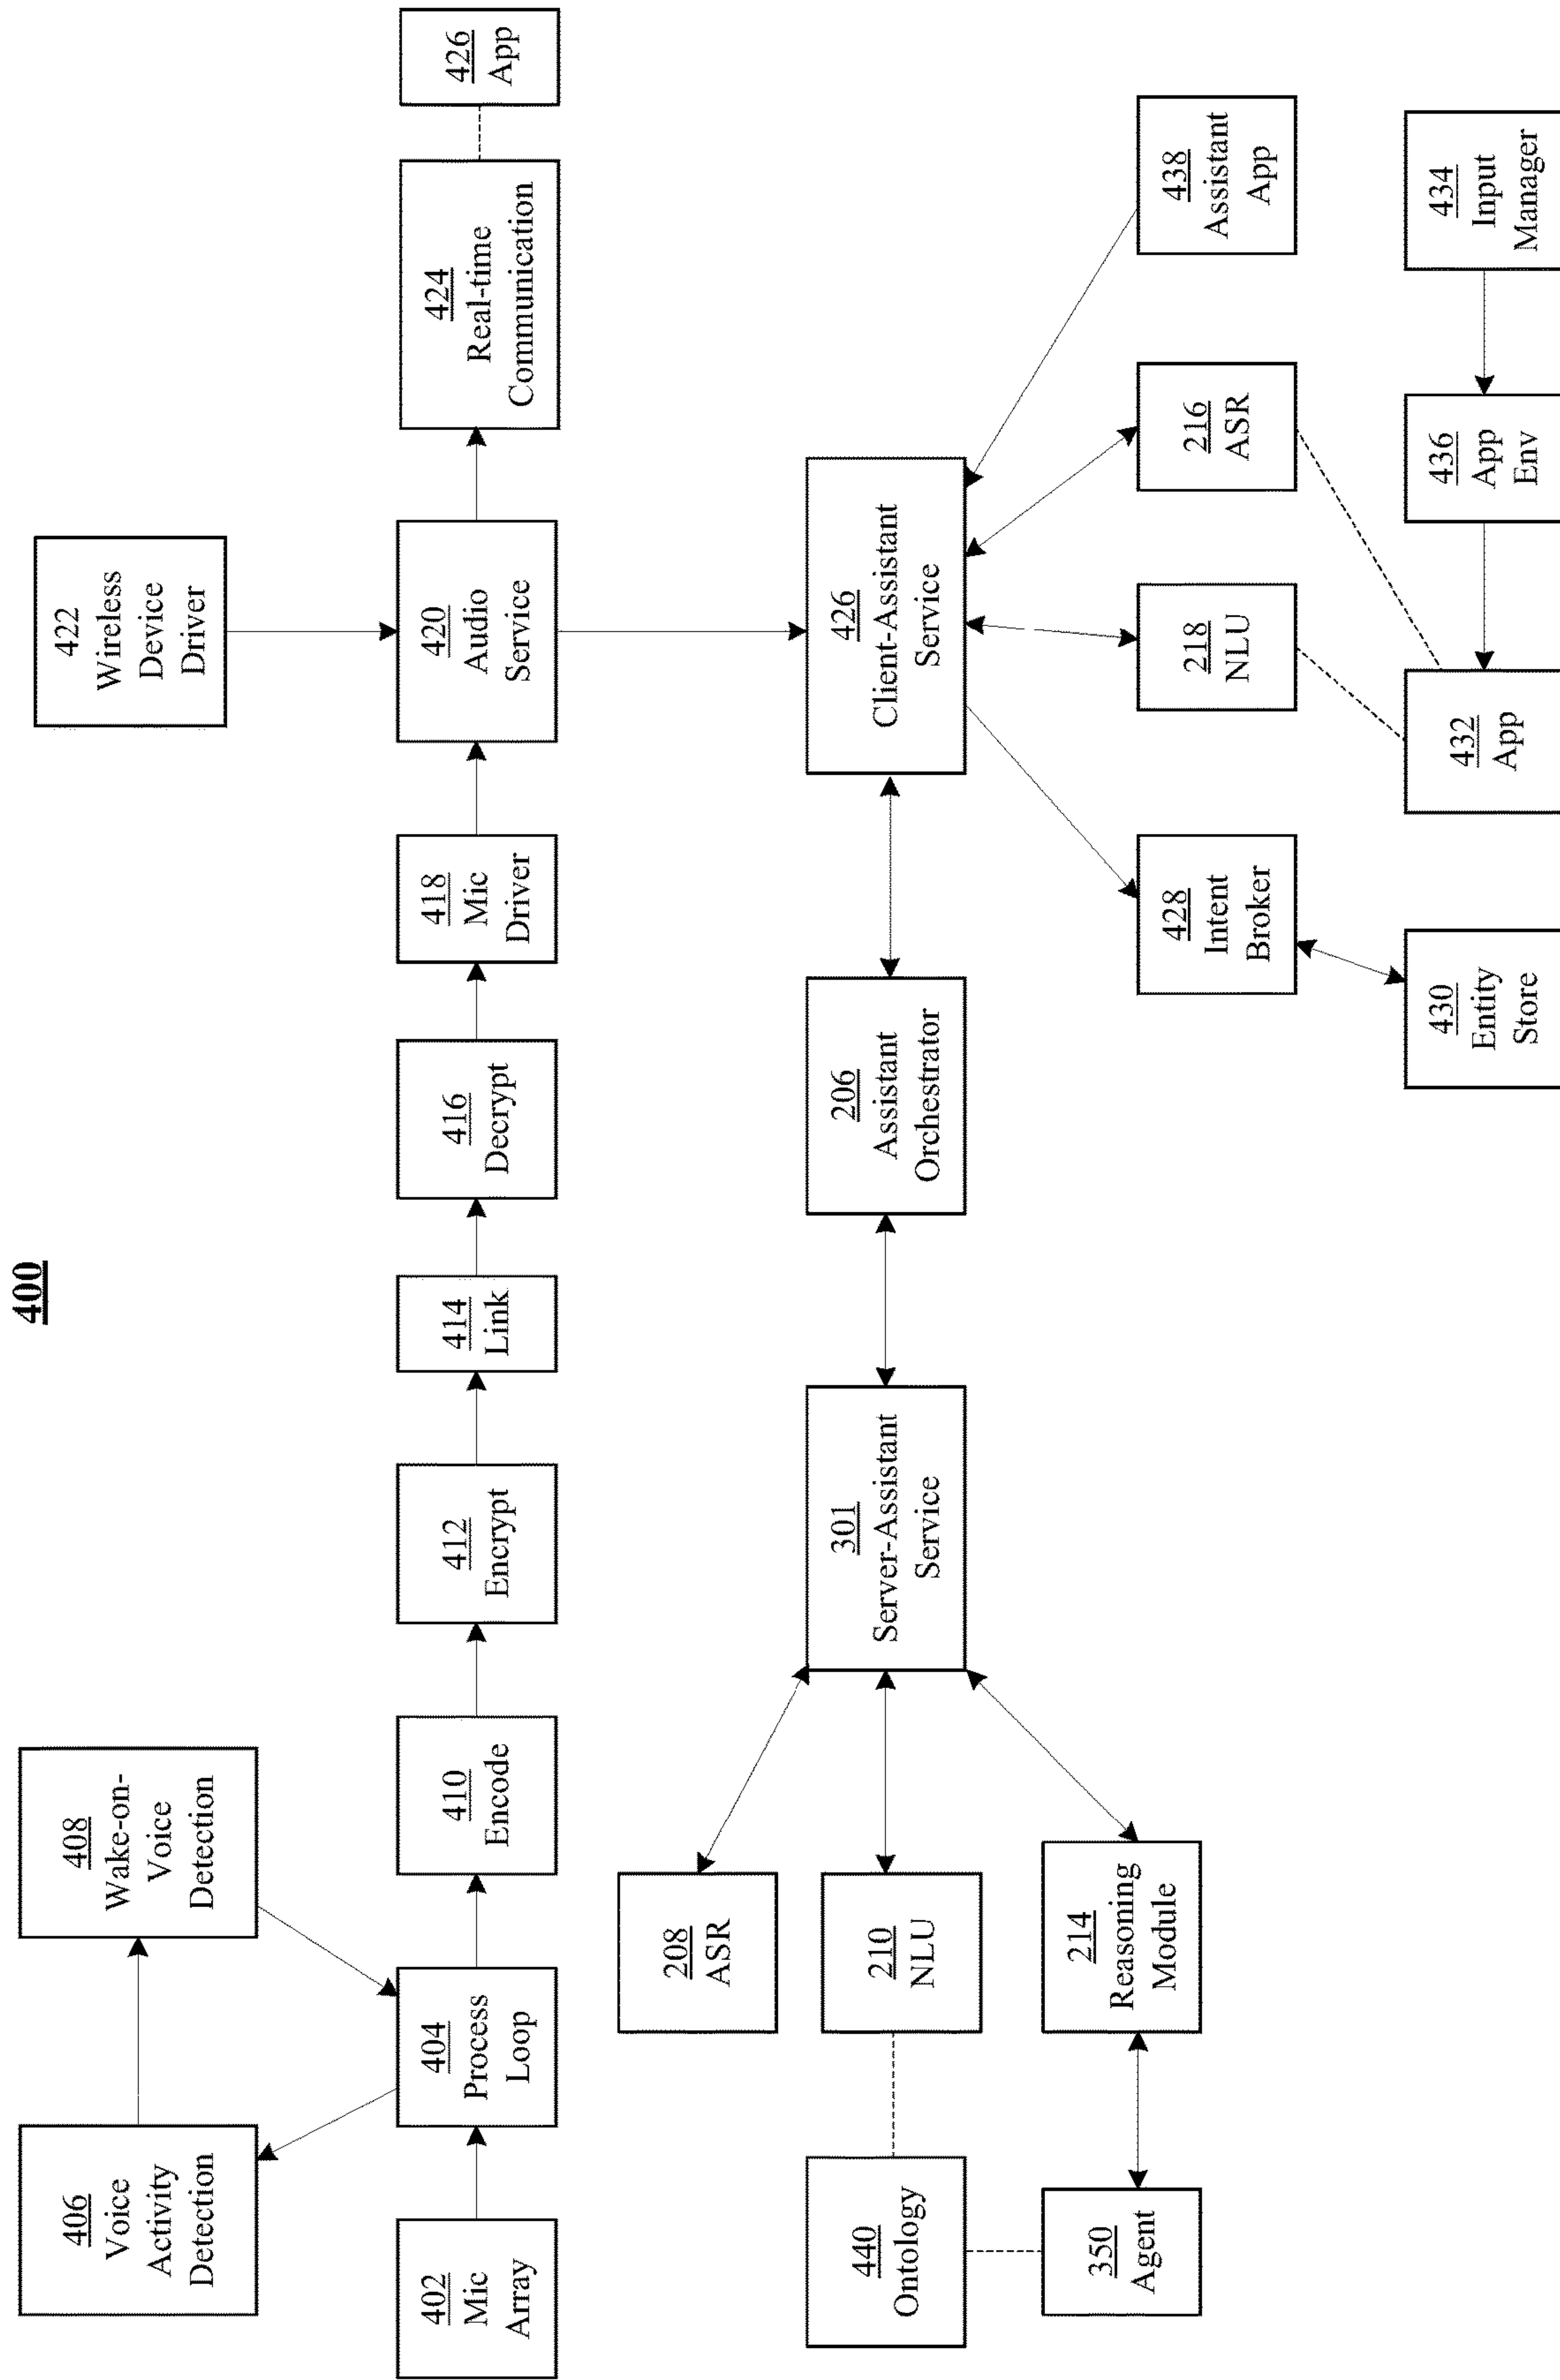 400
406
Voice
Activity
Detection
408
Wake-on-
Voice
Detection
422
Wireless
Device
Driver
402
Mic
Array
404
Process
Loop
410
Encode
412
Encrypt
414
Link
416
Decrypt
418
Mic
Driver
420
Audio
Service
424
Real-time
Communication
426
App
208
ASR
440
Ontology
210
NLU
301
Server-Assistant
Service
206
Assistant
Orchestrator
426
Client-Assistant
Service
350
Agent
214
Reasoning
Module
428
Intent
Broker
218
NLU
216
ASR
438
Assistant
App
430
Entity
Store
432
App
436
App
Env
434
Input
Manager